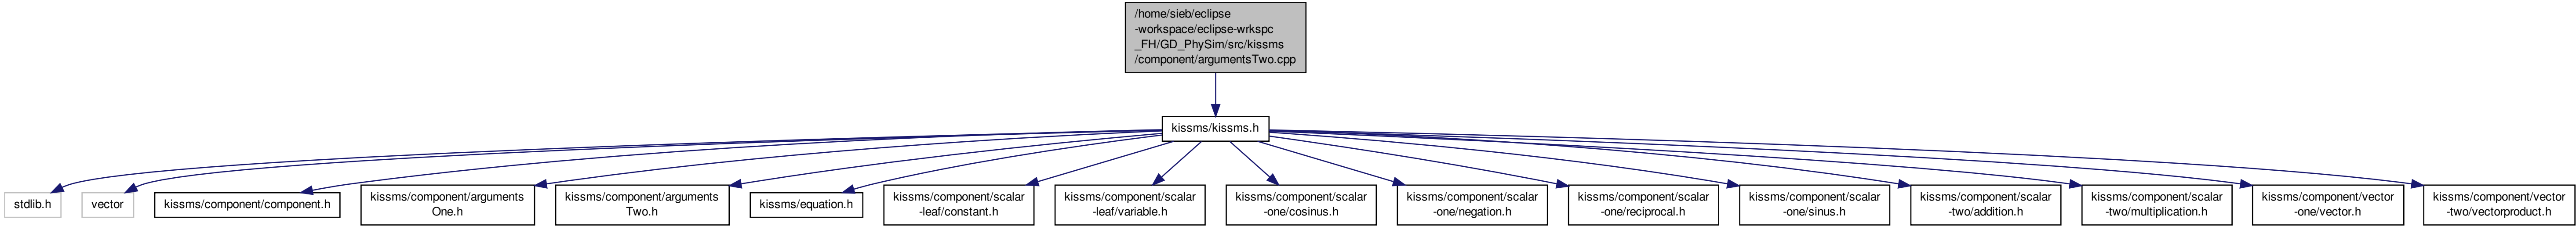 /home/sieb/eclipse
-workspace/eclipse-wrkspc
_FH/GD_PhySim/src/kissms
/component/argumentsTwo.cpp
kissms/kissms.h
stdlib.h
vector
kissms/component/component.h
kissms/component/arguments
One.h
kissms/component/arguments
Two.h
kissms/equation.h
kissms/component/scalar
-leaf/constant.h
kissms/component/scalar
-leaf/variable.h
kissms/component/scalar
-one/cosinus.h
kissms/component/scalar
-one/negation.h
kissms/component/scalar
-one/reciprocal.h
kissms/component/scalar
-one/sinus.h
kissms/component/scalar
-two/addition.h
kissms/component/scalar
-two/multiplication.h
kissms/component/vector
-one/vector.h
kissms/component/vector
-two/vectorproduct.h